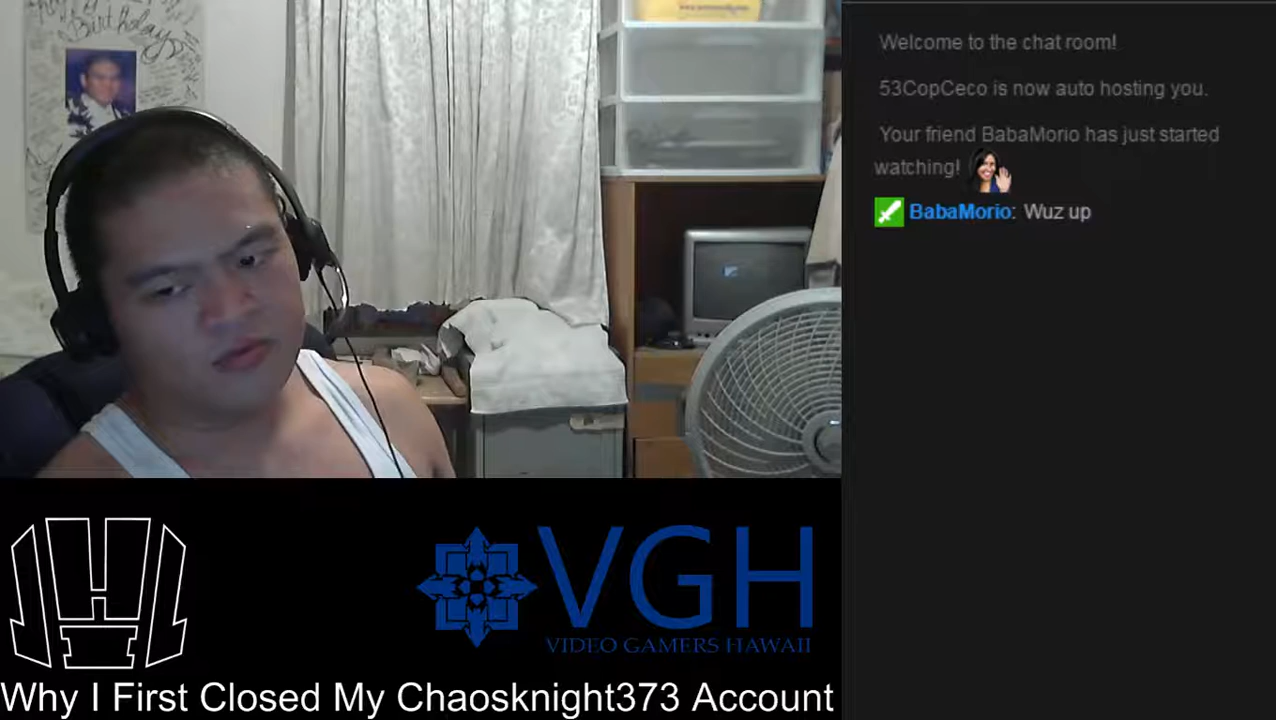 Birthday
Welcome to the chat room!
53CopCeco is now auto hosting you.
Your friend BabaMorio has just started
watching!
BabaMorio: Wuz up
VGH
VIDEO GAMERS HAWAII
Why I First Closed My Chaosknight373 Account